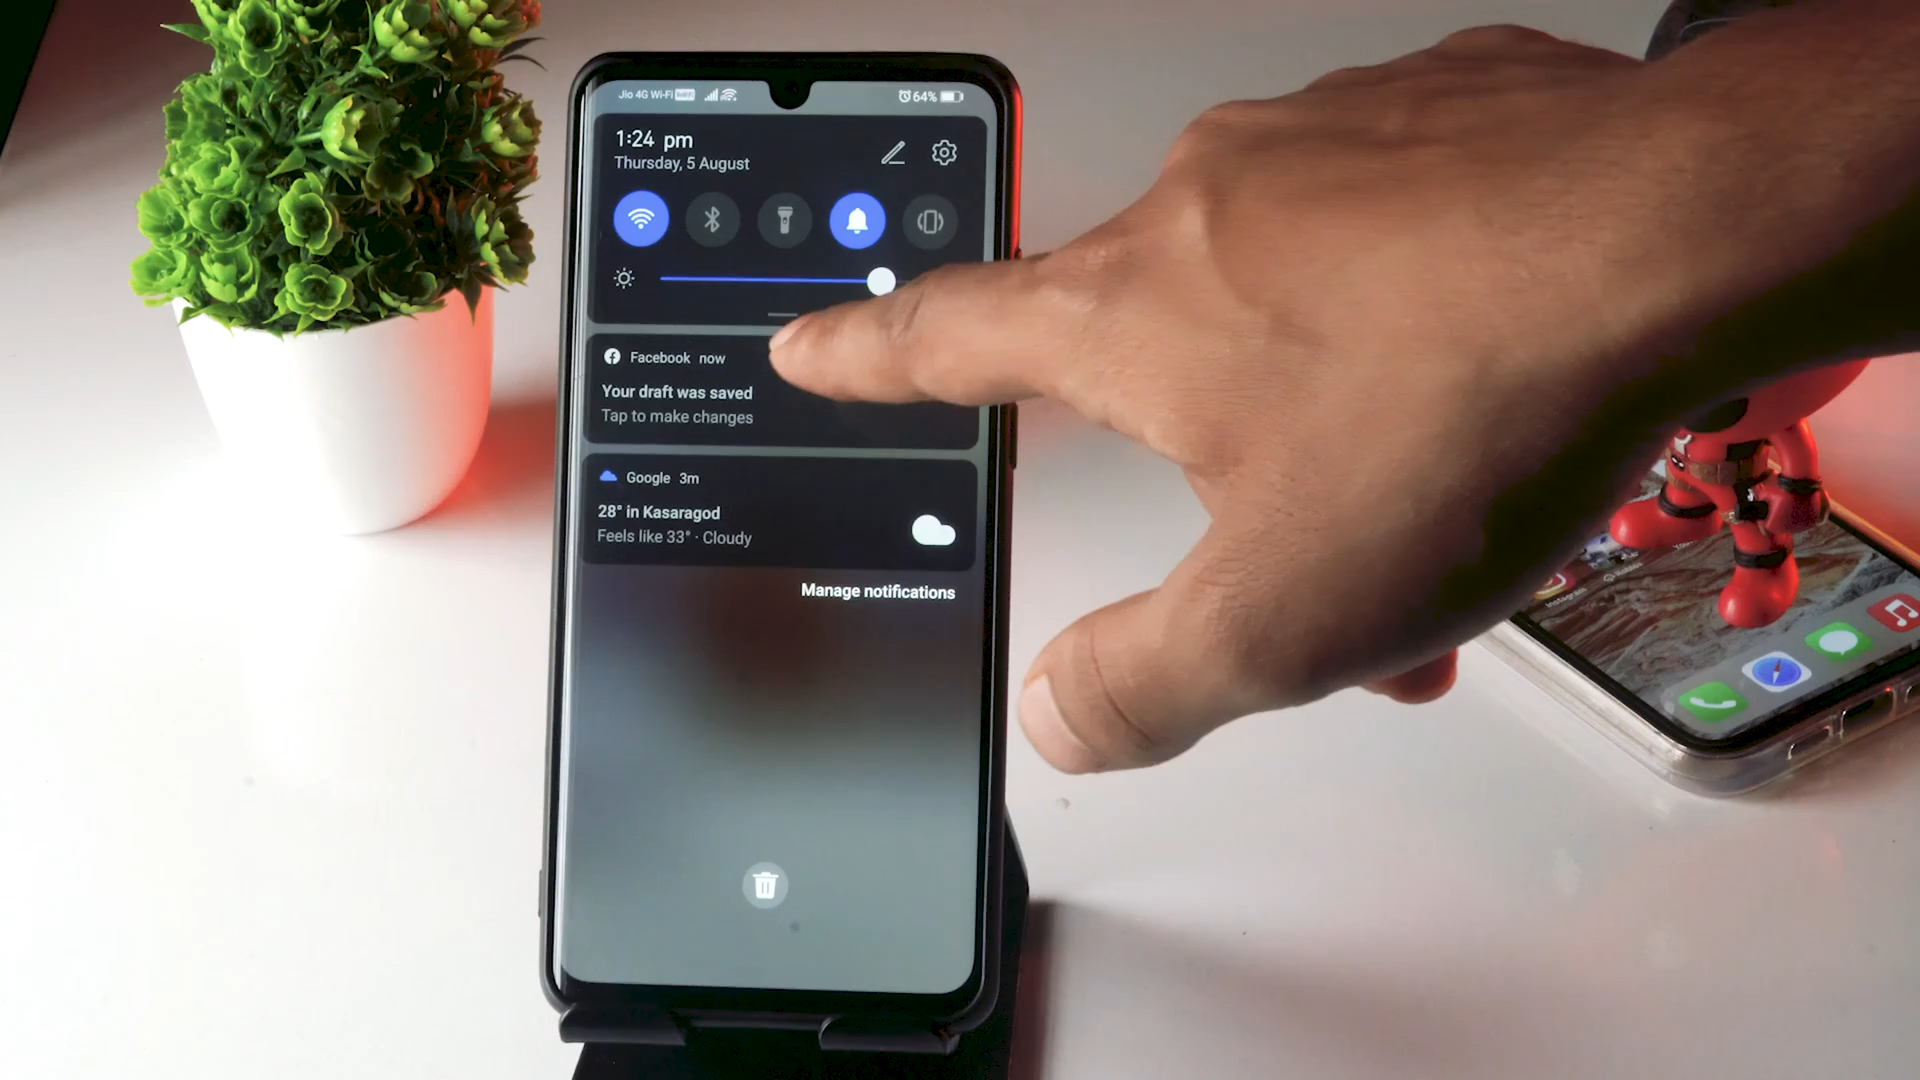 Jio 4G Wi-Fi
64%
1:24 pm
Thursday, 5 August
Facebook now
Your draft was saved
Tap to make changes
Google 3m
28° in Kasaragod
Feels like 33° · Cloudy
Manage notifications
Instagram